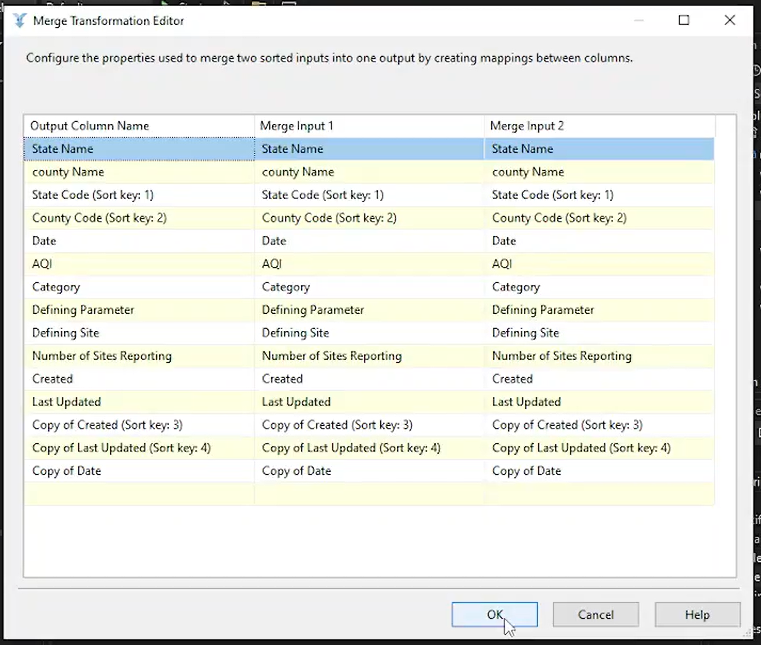 Merge Transformation Editor
Configure the properties used to merge two sorted inputs into one output by creating mappings between columns.
Output Column Name Merge Input 1 Merge Input 2
State Name State Name State Name
county Name county Name county Name
State Code (Sort key: 1) State Code (Sort key: 1) State Code (Sort key: 1)
County Code (Sort key: 2) County Code (Sort key: 2) County Code (Sort key: 2)
Date Date Date
AQI AQI AQI
Category Category Category
Defining Parameter Defining Parameter Defining Parameter
Defining Site Defining Site Defining Site
Number of Sites Reporting Number of Sites Reporting Number of Sites Reporting
Created Created Created
Last Updated Last Updated Last Updated
Copy of Created (Sort key: 3) Copy of Created (Sort key: 3) Copy of Created (Sort key: 3)
Copy of Last Updated (Sort key: 4) Copy of Last Updated (Sort key: 4) Copy of Last Updated (Sort key: 4)
Copy of Date Copy of Date Copy of Date
OK Cancel Help